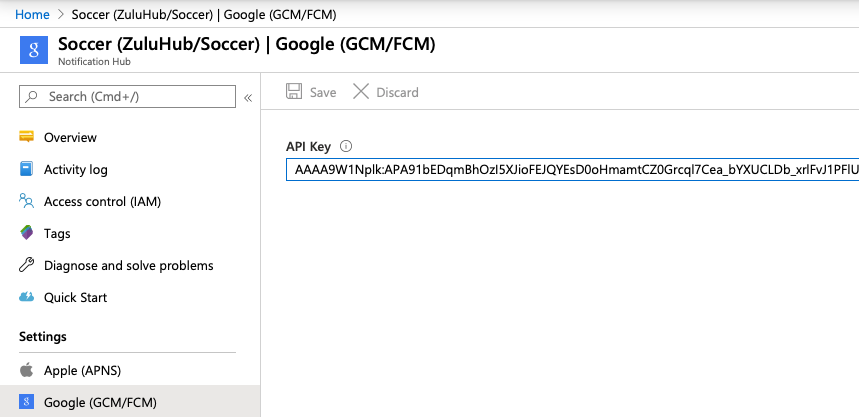 Home > Soccer (ZuluHub/Soccer) | Google (GCM/FCM)
Soccer (ZuluHub/Soccer) | Google (GCM/FCM)
Notification Hub
Search (Cmd+/)
«
Save
Discard
Overview
Activity log
Access control (IAM)
Tags
Diagnose and solve problems
Quick Start
Settings
Apple (APNS)
Google (GCM/FCM)
API Key
AAAA9W1Nplk:APA91bEDqmBhOzI5XJioFEJQYEsD0oHmamtCZ0Grcql7Cea_bYXUCLDb_xrlFvJ1PFlU